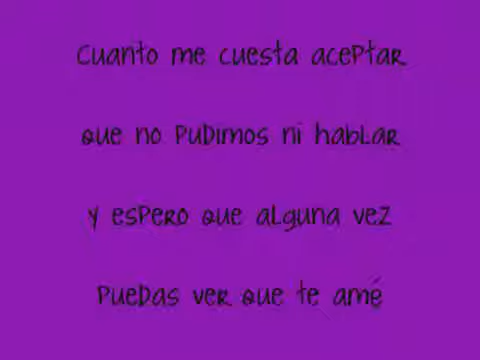 Cuanto me cuesta aceptar
que no pudimos ni hablar
y espero que alguna vez
puedas ver que te amé